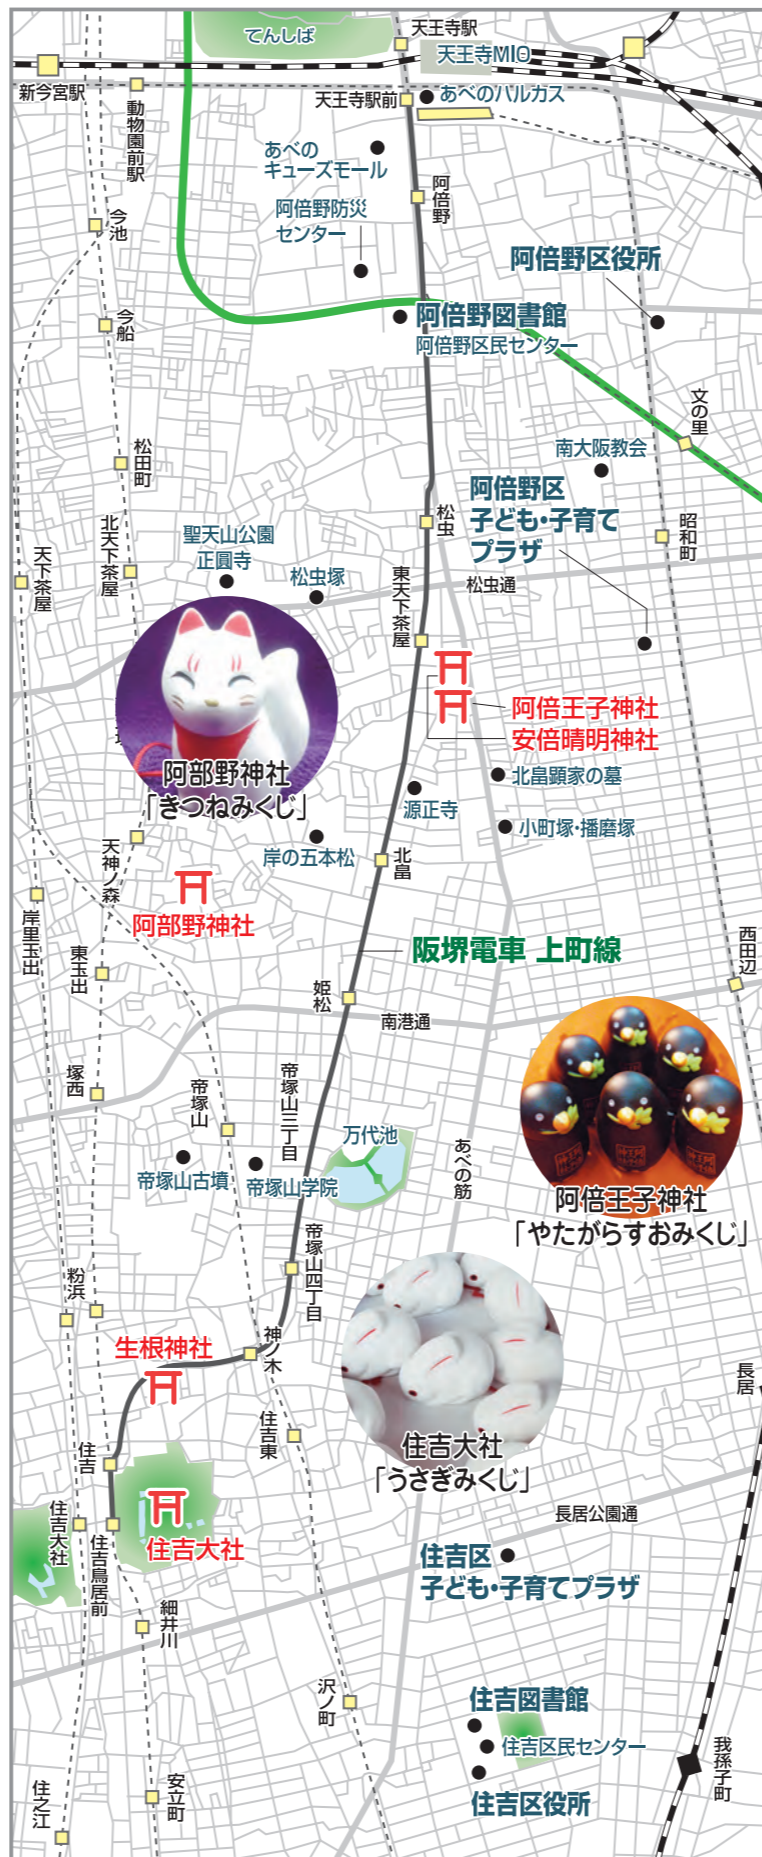 てんしば
天王寺駅
天王寺MIO
新今宮駅
動物園前駅
天王寺駅前
あべのハルカス
あべの
キューズモール
阿倍野
阿倍野防災
センター
今池
阿倍野区役所
今船
阿倍野図書館
阿倍野区民センター
文の里
松田町
南大阪教会
阿倍野区
子ども・子育て
プラザ
松虫
昭和町
北天下茶屋
聖天山公園
正圓寺
天下茶屋
松虫塚
東天下茶屋
松虫通
阿倍王子神社
安倍晴明神社
阿部野神社
「きつねみくじ」
北畠顕家の墓
源正寺
小町塚・播磨塚
天神ノ森
岸の五本松
北畠
阿部野神社
岸里玉出
東玉出
阪堺電車 上町線
西田辺
姫松
南港通
塚西
帝塚山
帝塚山三丁目
万代池
あべの筋
帝塚山古墳
帝塚山学院
阿倍王子神社
「やたがらすおみくじ」
帝塚山四丁目
粉浜
生根神社
神ノ木
長居
住吉
住吉東
住吉大社
「うさぎみくじ」
住吉大社
住吉鳥居前
住吉大社
長居公園通
住吉区
子ども・子育てプラザ
細井川
沢ノ町
住吉図書館
住吉区民センター
住吉区役所
我孫子町
安立町
住之江